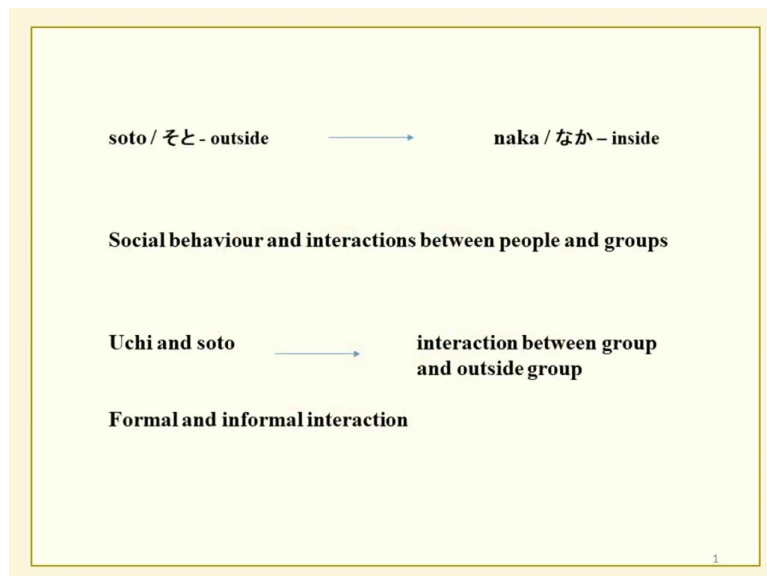 soto / そと - outside naka / なか – inside
Social behaviour and interactions between people and groups
Uchi and soto interaction between group
and outside group
Formal and informal interaction
1